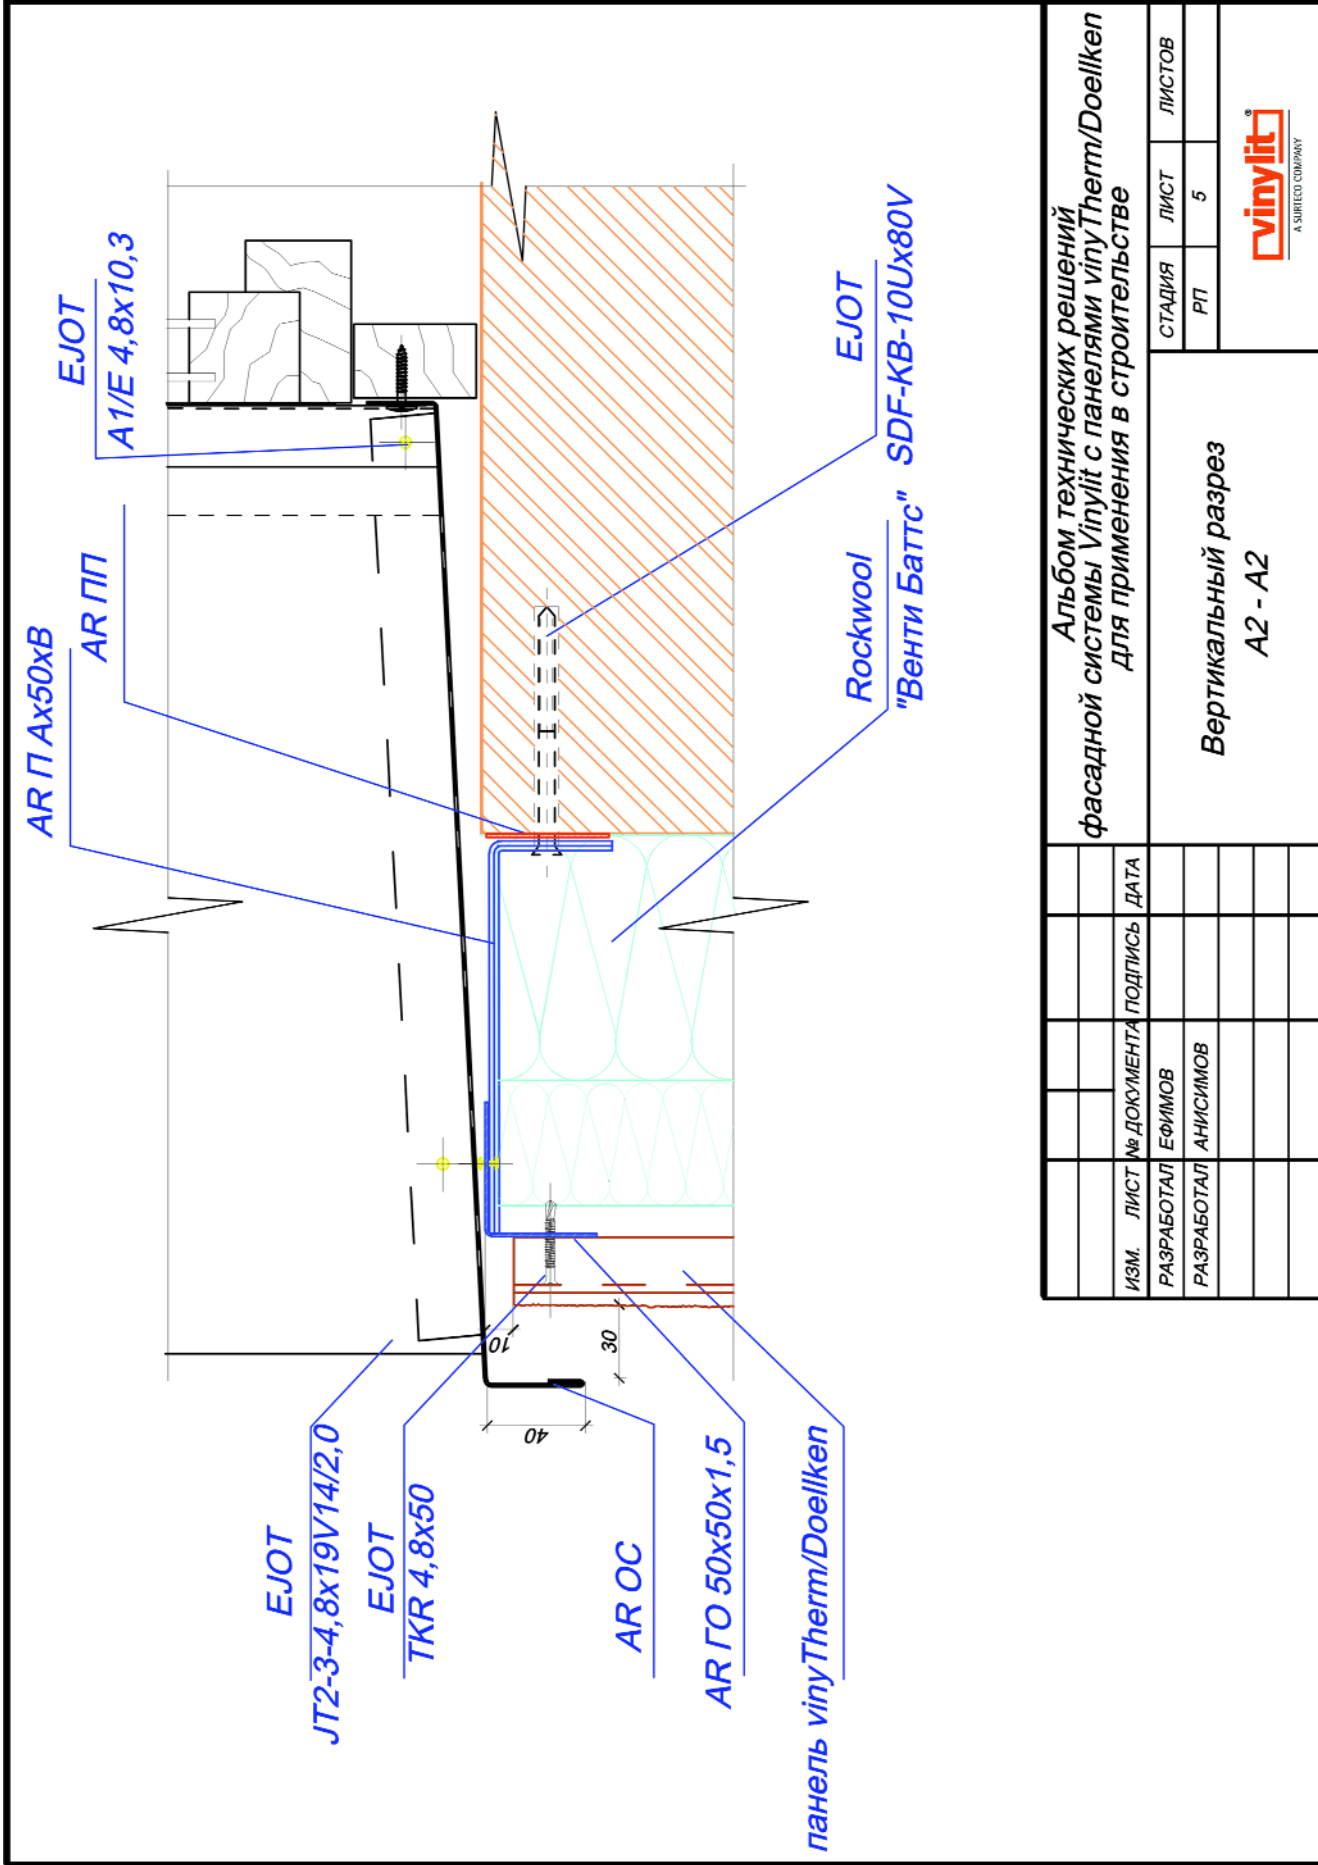 EJOT
A1/E 4,8x10,3
AR П Ax50xB
AR ПП
EJOT
JT2-3-4,8x19V14/2,0
EJOT
TKR 4,8x50
AR ОС
AR ГО 50x50x1,5
панель vinyTherm/Doellken
Rockwool
"Венти Баттс"
EJOT
SDF-KB-10Ux80V
10
30
40
Альбом технических решений
фасадной системы Vinylit с панелями vinyTherm/Doellken
для применения в строительстве
ИЗМ. ЛИСТ № ДОКУМЕНТА ПОДПИСЬ ДАТА
РАЗРАБОТАЛ ЕФИМОВ
РАЗРАБОТАЛ АНИСИМОВ
Вертикальный разрез
А2 - А2
СТАДИЯ ЛИСТ ЛИСТОВ
РП 5
vinylit®
A SURTECO COMPANY